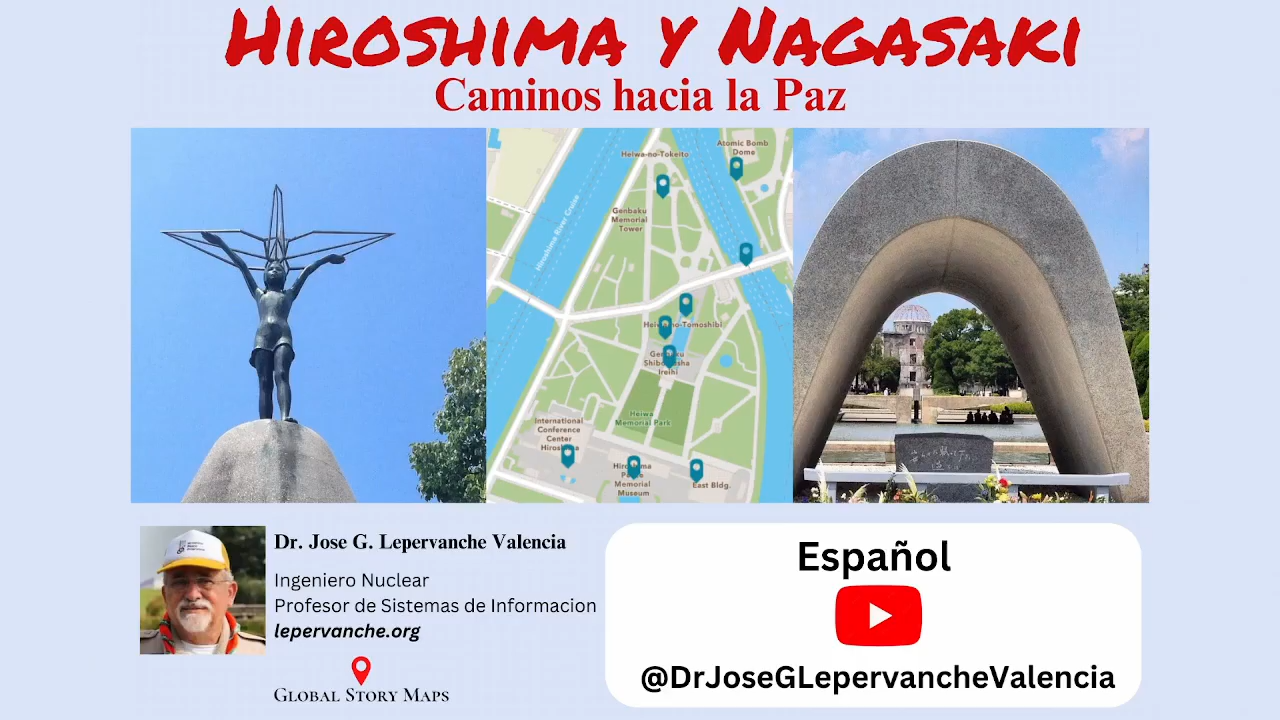 Hiroshima y Nagasaki
Caminos hacia la Paz
Heiwa-no-Tokeito
Atomic Bomb
Dome
Genbaku
Memorial
Tower
Hiroshima River Cruise
Heiwa-no-Tomoshibi
Genbaku
Ireihi
Heiwa
Memorial Park
International
Conference
Center
Hiroshima
Memorial
Museum
East Bldg.
Dr. Jose G. Lepervanche Valencia
Ingeniero Nuclear
Profesor de Sistemas de Informacion
lepervanche.org
Global Story Maps
Español
@DrJoseGLepervancheValencia